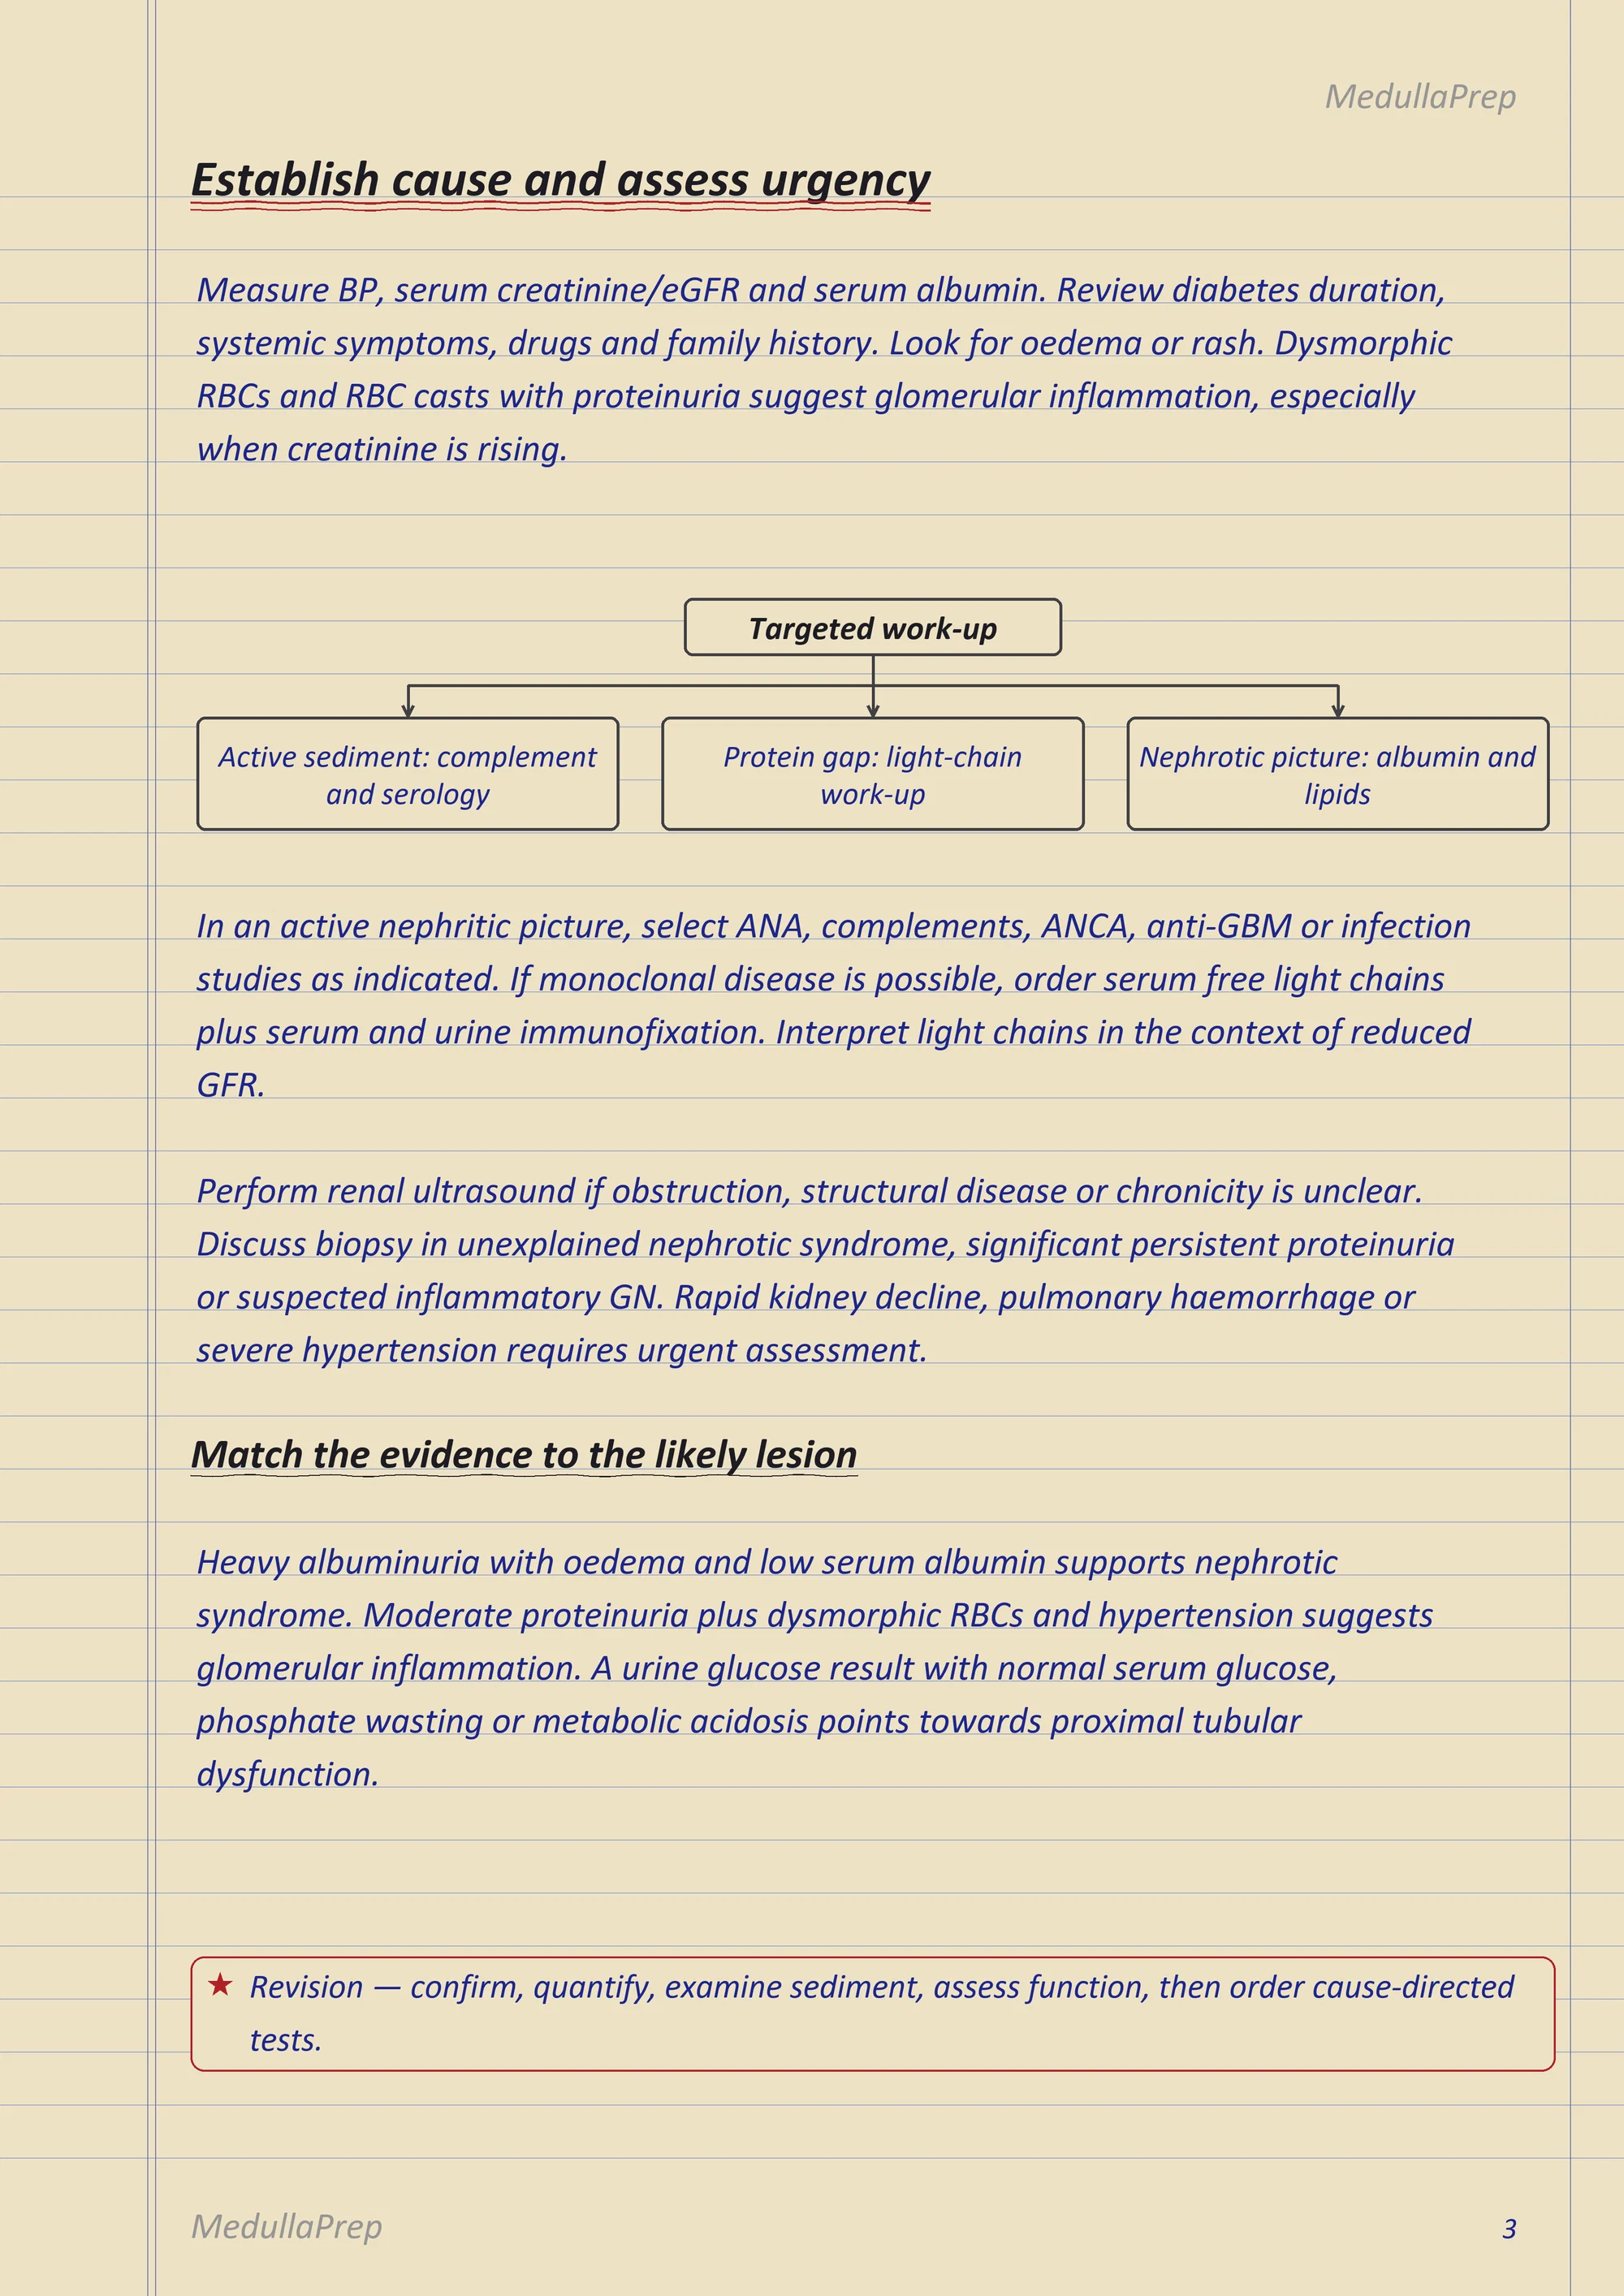 MedullaPrep
Establish cause and assess urgency
Measure BP, serum creatinine/eGFR and serum albumin. Review diabetes duration,
systemic symptoms, drugs and family history. Look for oedema or rash. Dysmorphic
RBCs and RBC casts with proteinuria suggest glomerular inflammation, especially
when creatinine is rising.
Targeted work-up
Active sediment: complement
and serology
Protein gap: light-chain
work-up
Nephrotic picture: albumin and
lipids
In an active nephritic picture, select ANA, complements, ANCA, anti-GBM or infection
studies as indicated. If monoclonal disease is possible, order serum free light chains
plus serum and urine immunofixation. Interpret light chains in the context of reduced
GFR.
Perform renal ultrasound if obstruction, structural disease or chronicity is unclear.
Discuss biopsy in unexplained nephrotic syndrome, significant persistent proteinuria
or suspected inflammatory GN. Rapid kidney decline, pulmonary haemorrhage or
severe hypertension requires urgent assessment.
Match the evidence to the likely lesion
Heavy albuminuria with oedema and low serum albumin supports nephrotic
syndrome. Moderate proteinuria plus dysmorphic RBCs and hypertension suggests
glomerular inflammation. A urine glucose result with normal serum glucose,
phosphate wasting or metabolic acidosis points towards proximal tubular
dysfunction.
★ Revision — confirm, quantify, examine sediment, assess function, then order cause-directed
tests.
MedullaPrep
3